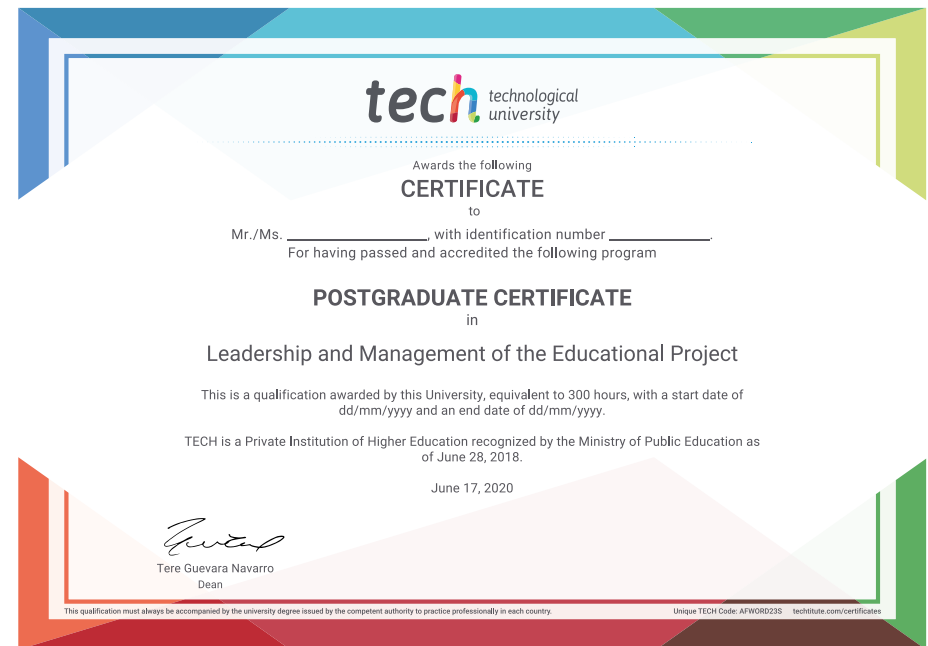 tech technological
university
Awards the following
CERTIFICATE
to
Mr./Ms. ____________________, with identification number ______________.
For having passed and accredited the following program
POSTGRADUATE CERTIFICATE
in
Leadership and Management of the Educational Project
This is a qualification awarded by this University, equivalent to 300 hours, with a start date of
dd/mm/yyyy and an end date of dd/mm/yyyy.
TECH is a Private Institution of Higher Education recognized by the Ministry of Public Education as
of June 28, 2018.
June 17, 2020
Tere Guevara Navarro
Dean
This qualification must always be accompanied by the university degree issued by the competent authority to practice professionally in each country.
Unique TECH Code: AFWORD23S techtitute.com/certificates